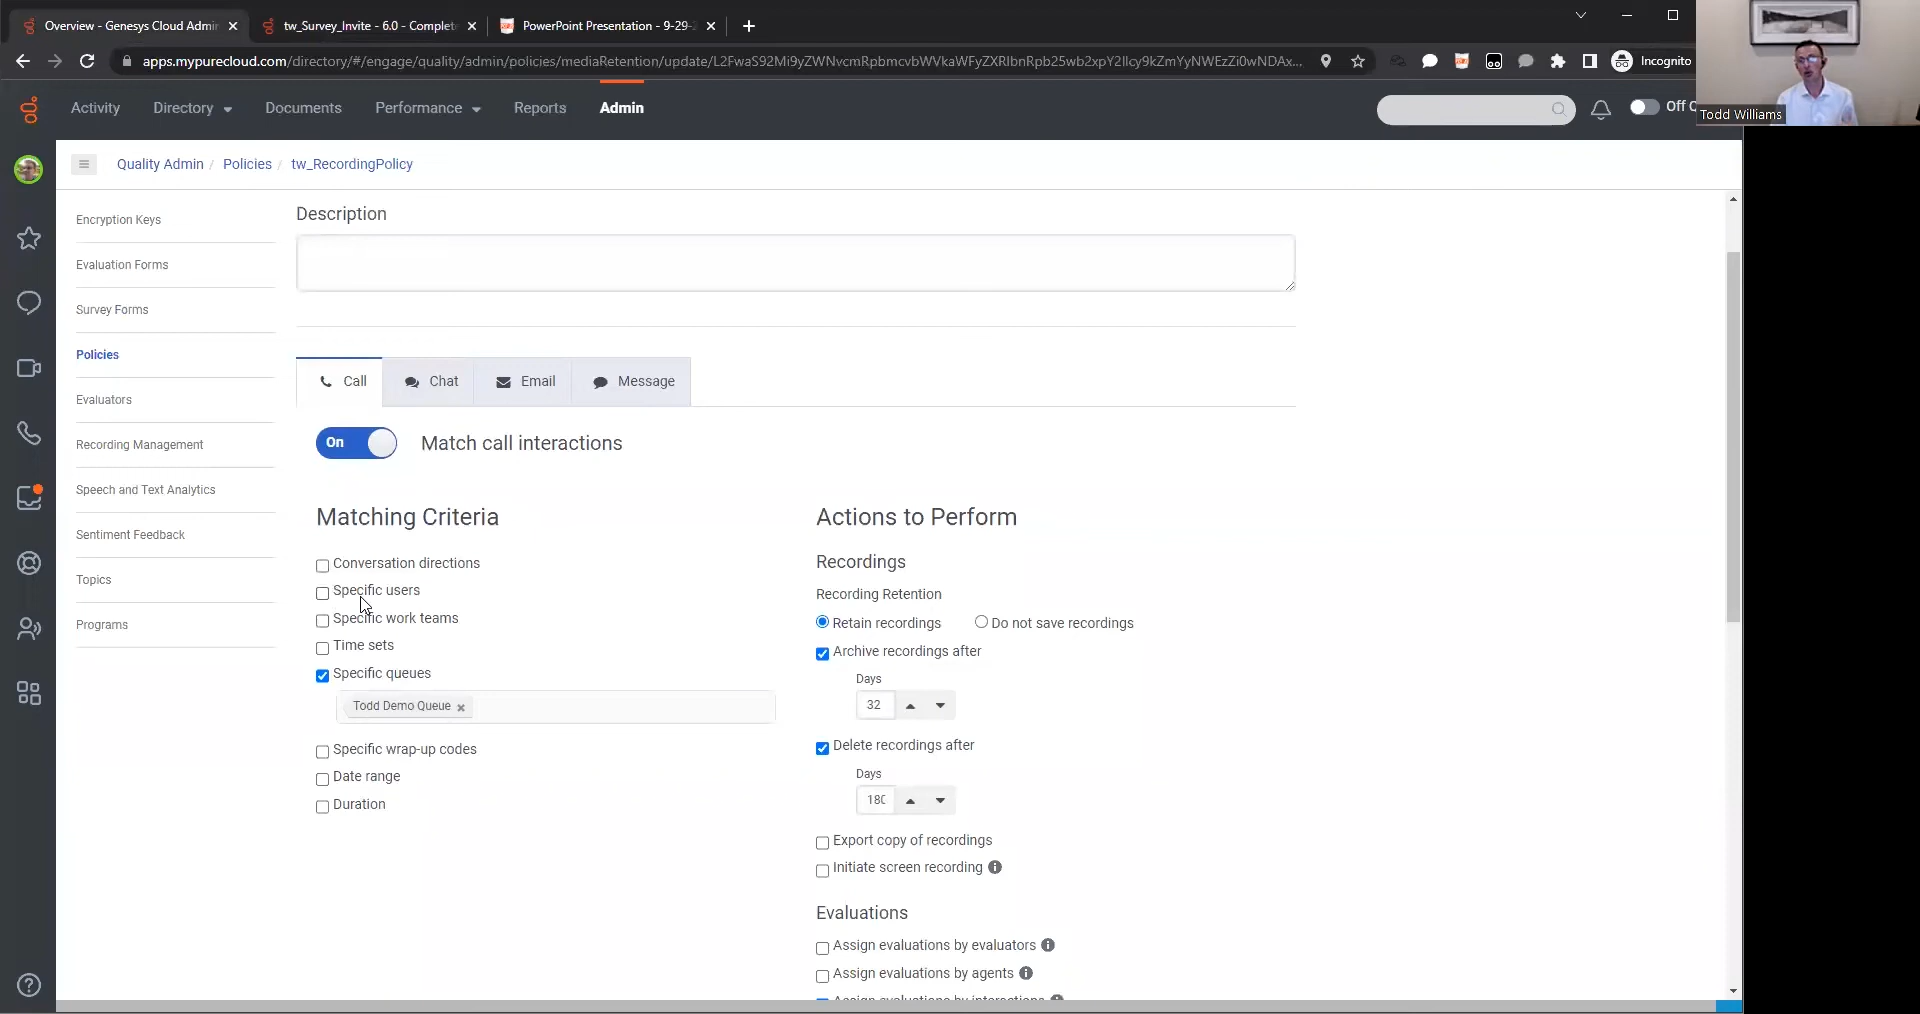 Overview - Genesys Cloud Admin
tw_Survey_Invite - 6.0 - Complete
PowerPoint Presentation - 9-29-
apps.mypurecloud.com/directory/#/engage/quality/admin/policies/mediaRetention/update/L2FwaS92Mi9yZWNvcmRpbmcvbWVkaWFyZXRlbnRpb25wb2xpY2llcy9kZmYyNWEzZi0wNDAx...
Incognito
Activity
Directory
Documents
Performance
Reports
Admin
Off
Todd Williams
Quality Admin / Policies / tw_RecordingPolicy
Encryption Keys
Evaluation Forms
Survey Forms
Policies
Evaluators
Recording Management
Speech and Text Analytics
Sentiment Feedback
Topics
Programs
Description
Call
Chat
Email
Message
On
Match call interactions
Matching Criteria
Conversation directions
Specific users
Specific work teams
Time sets
Specific queues
Todd Demo Queue
Specific wrap-up codes
Date range
Duration
Actions to Perform
Recordings
Recording Retention
Retain recordings
Do not save recordings
Archive recordings after
Days
32
Delete recordings after
Days
180
Export copy of recordings
Initiate screen recording
Evaluations
Assign evaluations by evaluators
Assign evaluations by agents
Assign evaluations by interactions